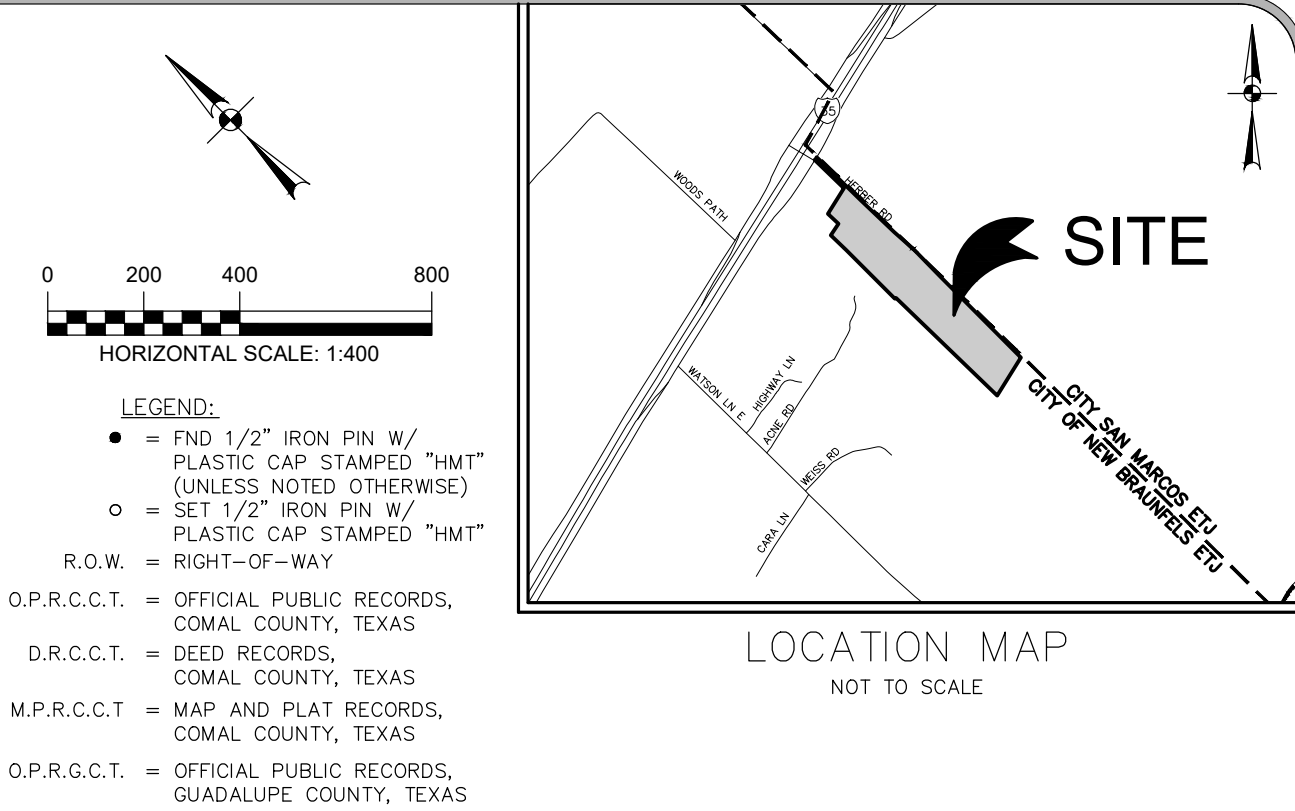 0 200 400 800
HORIZONTAL SCALE: 1:400
LEGEND:
= FND 1/2" IRON PIN W/
PLASTIC CAP STAMPED "HMT"
(UNLESS NOTED OTHERWISE)
= SET 1/2" IRON PIN W/
PLASTIC CAP STAMPED "HMT"
R.O.W. = RIGHT-OF-WAY
O.P.R.C.C.T. = OFFICIAL PUBLIC RECORDS,
COMAL COUNTY, TEXAS
D.R.C.C.T. = DEED RECORDS,
COMAL COUNTY, TEXAS
M.P.R.C.C.T = MAP AND PLAT RECORDS,
COMAL COUNTY, TEXAS
O.P.R.G.C.T. = OFFICIAL PUBLIC RECORDS,
GUADALUPE COUNTY, TEXAS
35
WOODS PATH
HERBER RD
SITE
WATSON LN E
HIGHWAY LN
ACNE RD
WEISS RD
CARA LN
CITY SAN MARCOS ETJ
CITY OF NEW BRAUNFELS ETJ
LOCATION MAP
NOT TO SCALE